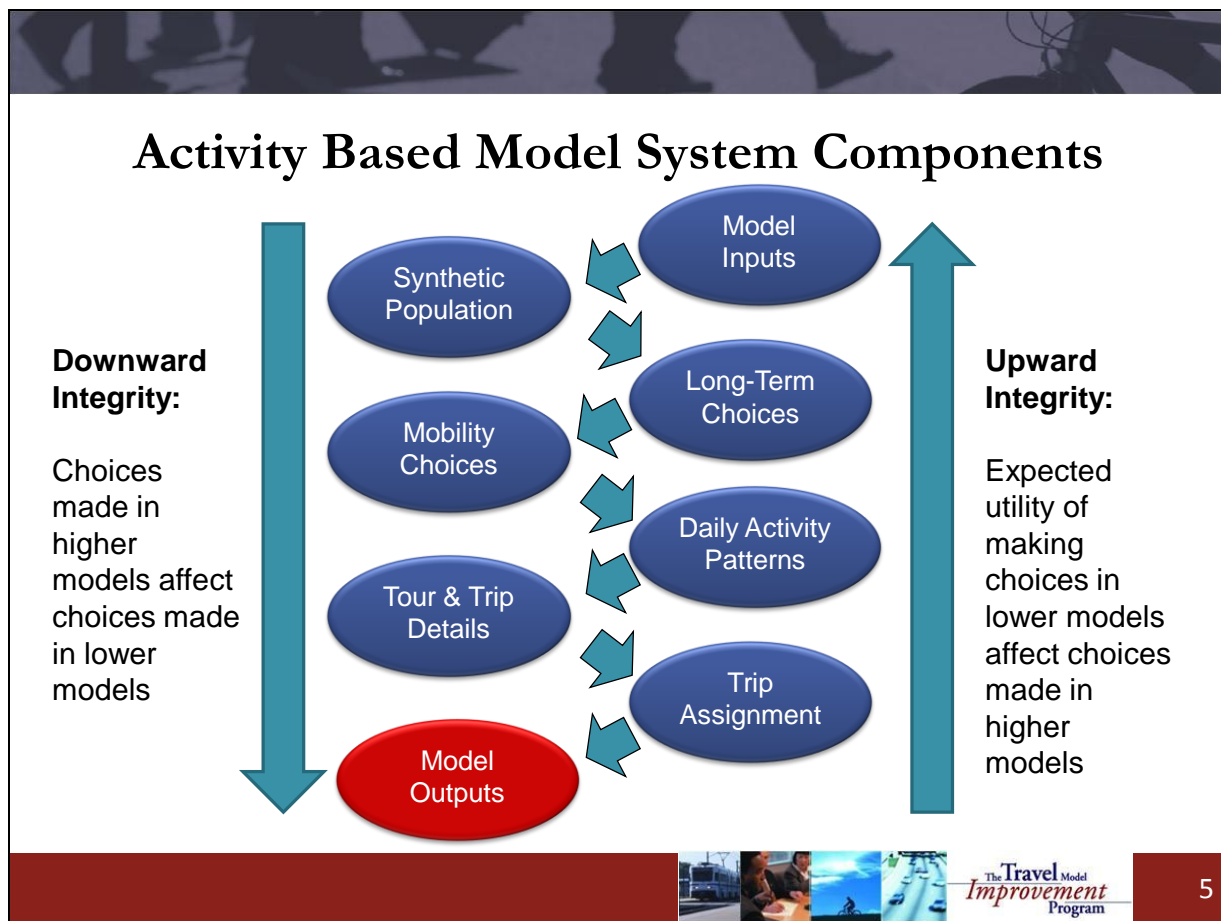 Activity Based Model System Components
Downward
Integrity:
Choices
made in
higher
models affect
choices made
in lower
models
Model
Inputs
Synthetic
Population
Long-Term
Choices
Mobility
Choices
Daily Activity
Patterns
Tour & Trip
Details
Trip
Assignment
Model
Outputs
Upward
Integrity:
Expected
utility of
making
choices in
lower models
affect choices
made in
higher
models
The Travel Model
Improvement
Program
5